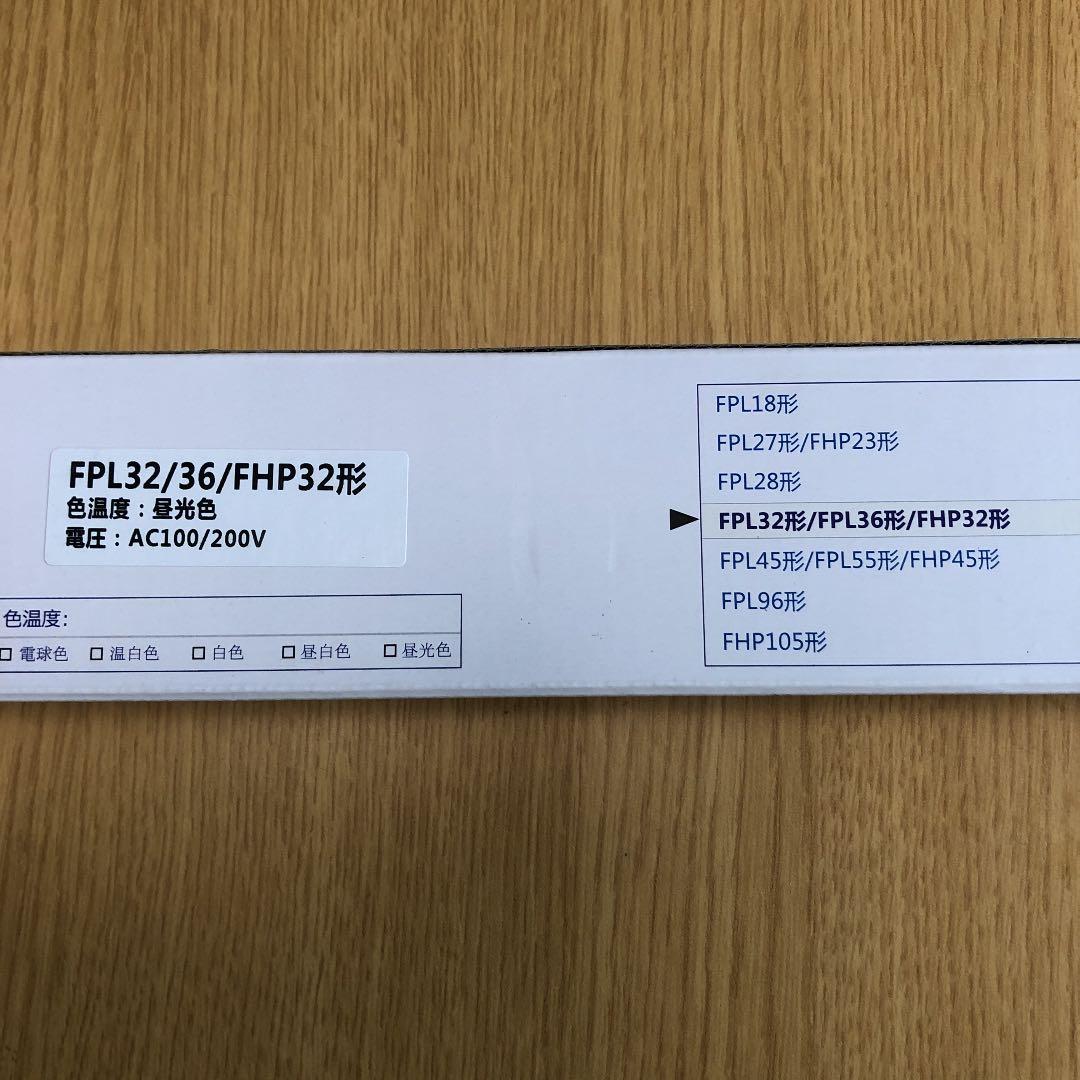 FPL32/36/FHP32形
色温度：昼光色
電圧：AC100/200V
色温度:
□ 電球色 □ 温白色 □ 白色 □ 昼白色 □ 昼光色
FPL18形
FPL27形/FHP23形
FPL28形
▶ FPL32形/FPL36形/FHP32形
FPL45形/FPL55形/FHP45形
FPL96形
FHP105形